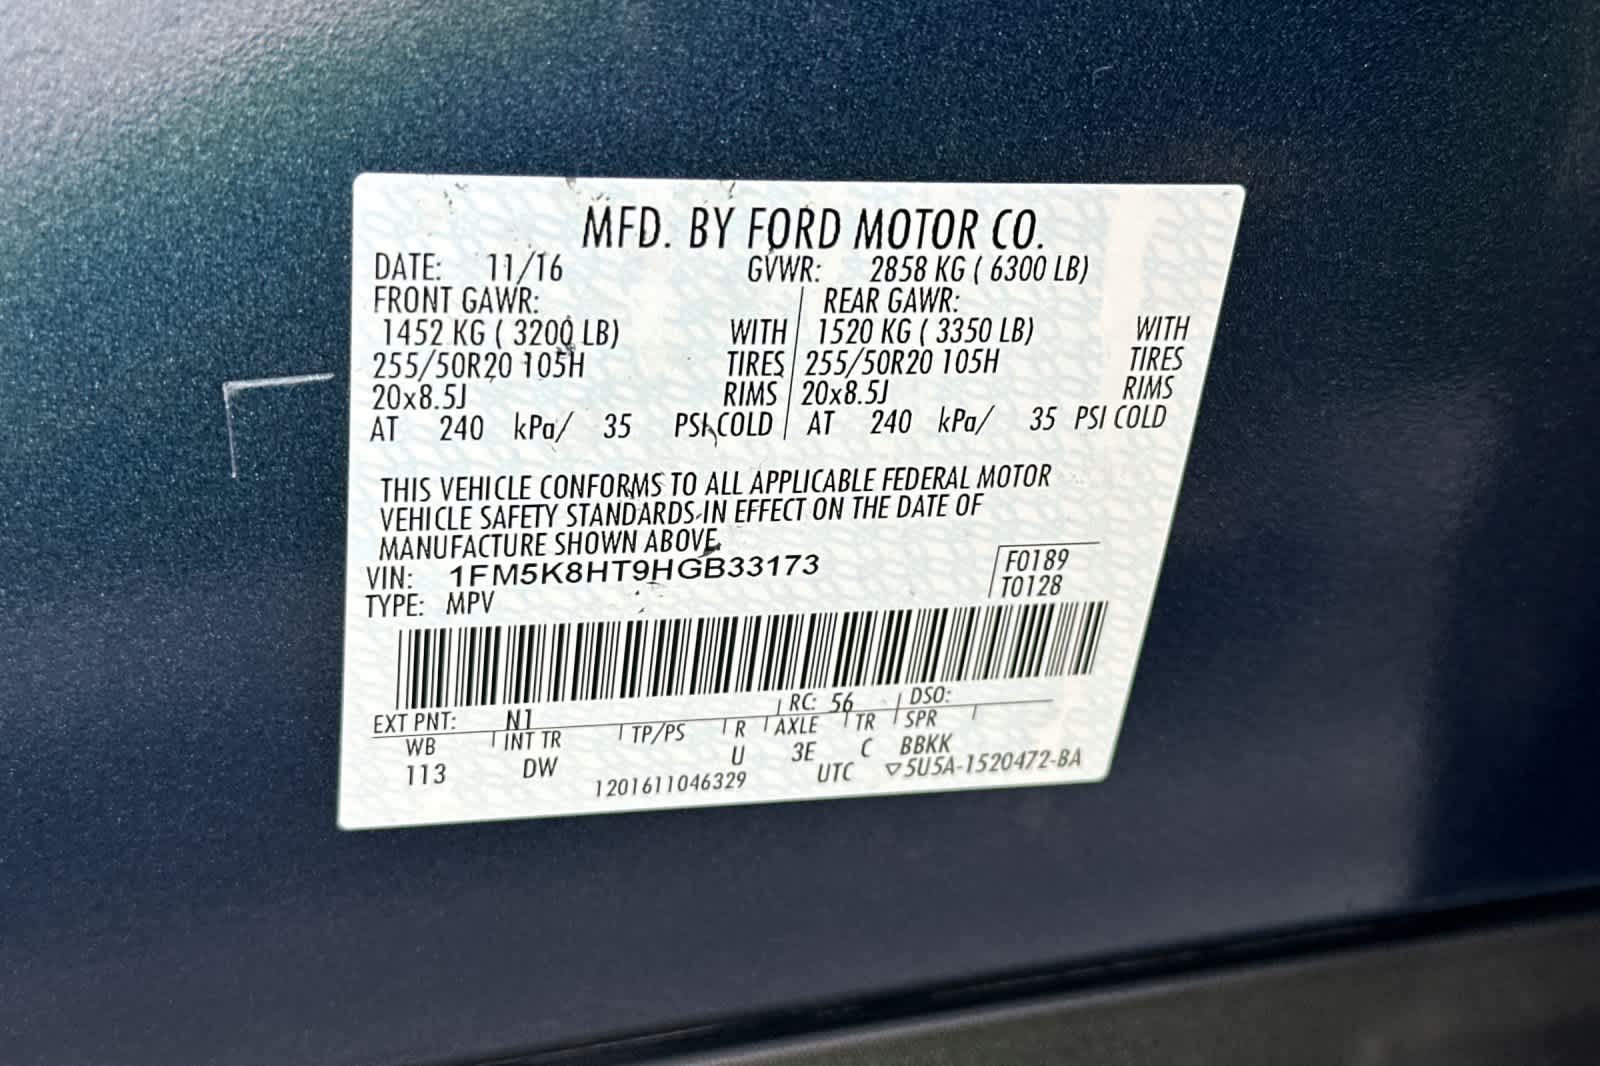 MFD. BY FORD MOTOR CO.
DATE: 11/16 GVWR: 2858 KG ( 6300 LB)
FRONT GAWR: REAR GAWR:
1452 KG ( 3200 LB) WITH 1520 KG ( 3350 LB) WITH
255/50R20 105H TIRES 255/50R20 105H TIRES
20x8.5J RIMS 20x8.5J RIMS
AT 240 kPa/ 35 PSI COLD AT 240 kPa/ 35 PSI COLD
THIS VEHICLE CONFORMS TO ALL APPLICABLE FEDERAL MOTOR
VEHICLE SAFETY STANDARDS IN EFFECT ON THE DATE OF
MANUFACTURE SHOWN ABOVE.
VIN: 1FM5K8HT9HGB33173 F0189
TYPE: MPV T0128
EXT PNT: N1 RC: 56 DSO:
WB INT TR TP/PS R AXLE TR SPR
113 DW U 3E C BBKK
1201611046329 UTC ▽5U5A-1520472-BA